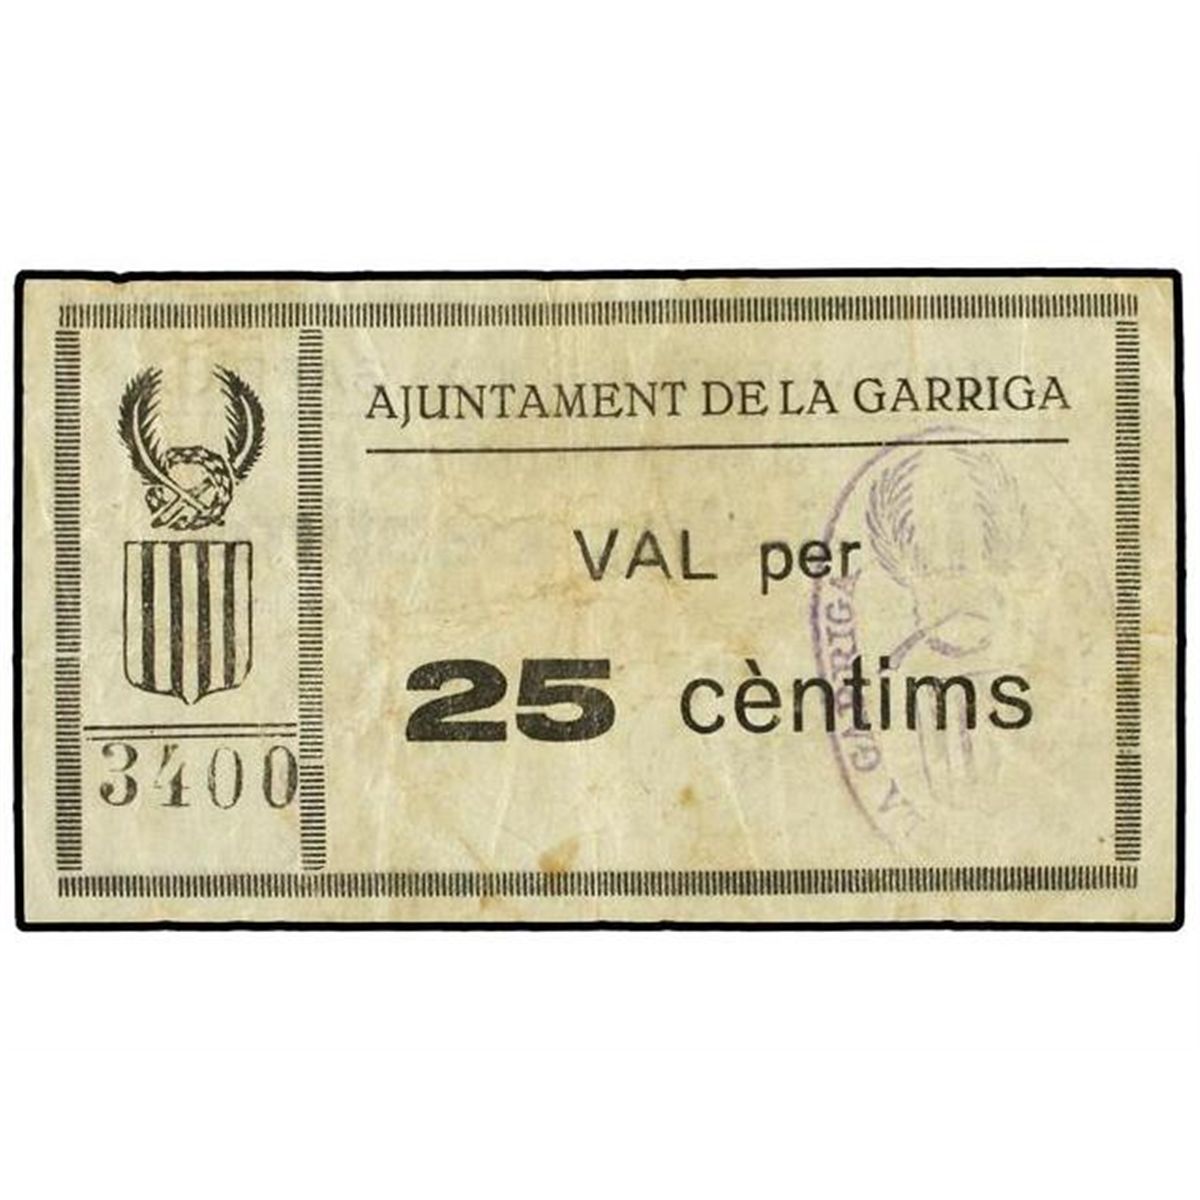 AJUNTAMENT DE LA GARRIGA
VAL per
25 cèntims
3400
LA GARRIGA